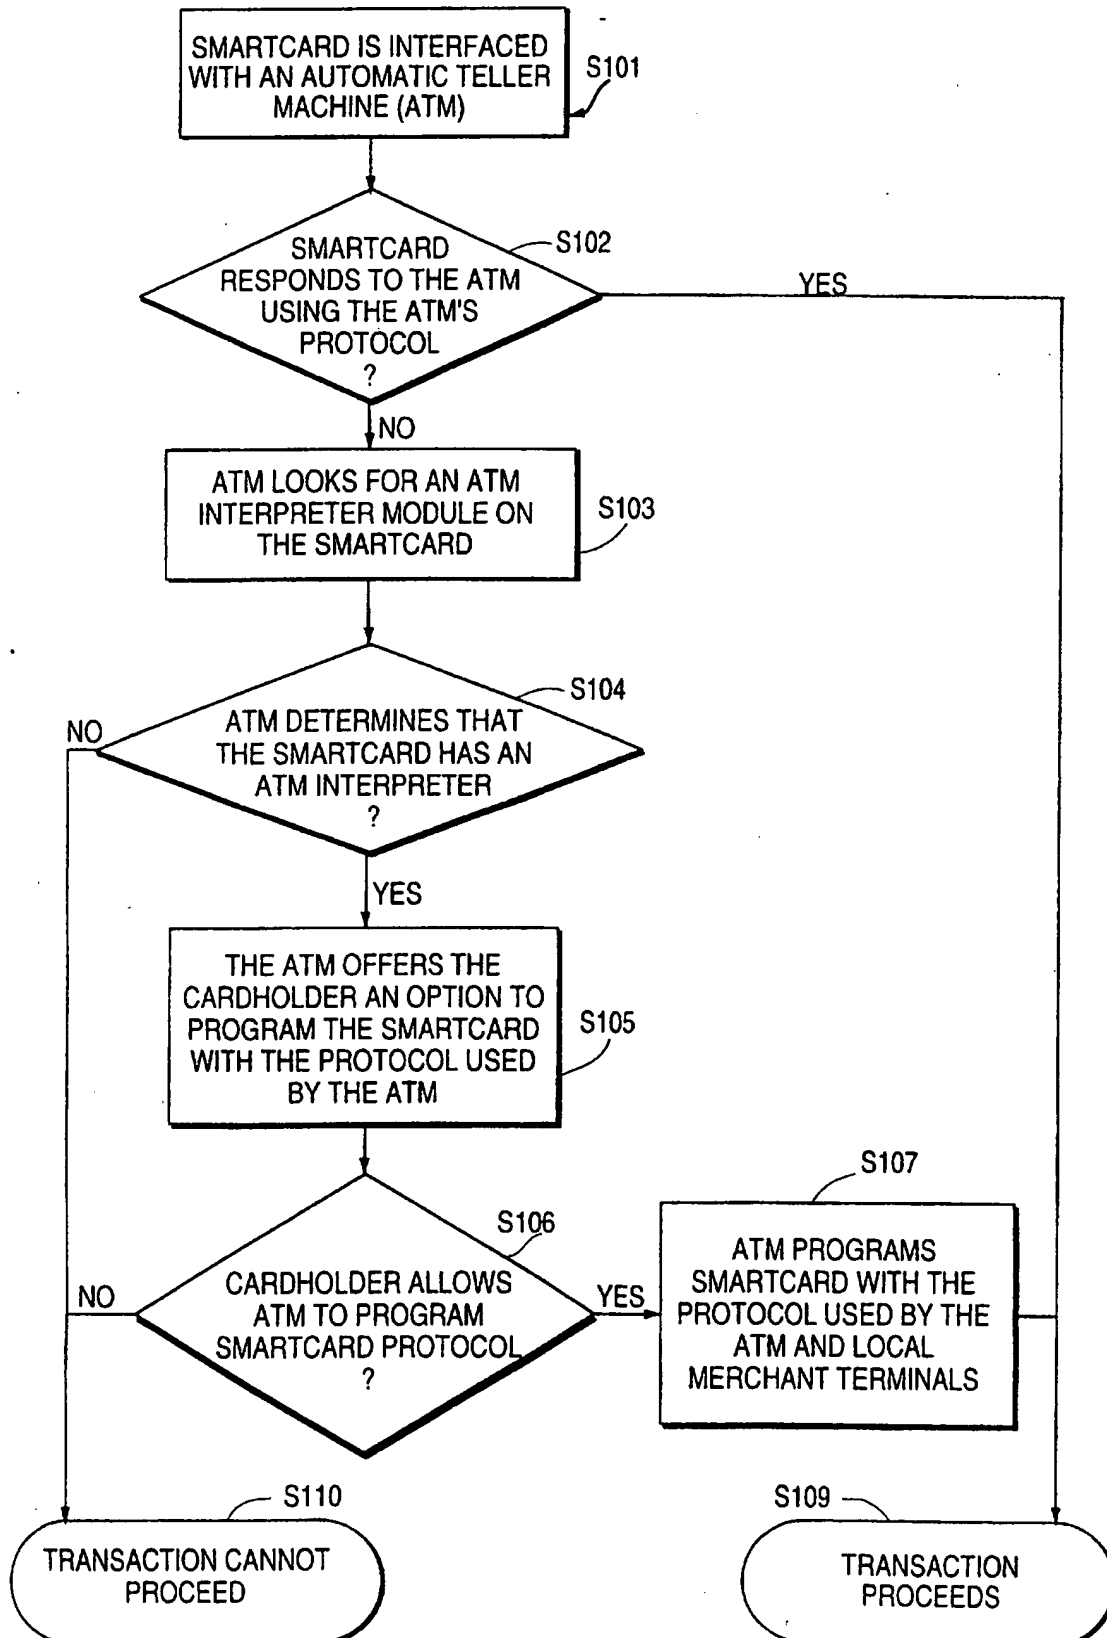 SMARTCARD IS INTERFACED
WITH AN AUTOMATIC TELLER
MACHINE (ATM)
S101
SMARTCARD
RESPONDS TO THE ATM
USING THE ATM'S
PROTOCOL
?
S102
YES
NO
ATM LOOKS FOR AN ATM
INTERPRETER MODULE ON
THE SMARTCARD
S103
S104
NO
ATM DETERMINES THAT
THE SMARTCARD HAS AN
ATM INTERPRETER
?
YES
THE ATM OFFERS THE
CARDHOLDER AN OPTION TO
PROGRAM THE SMARTCARD
WITH THE PROTOCOL USED
BY THE ATM
S105
S106
NO
CARDHOLDER ALLOWS
ATM TO PROGRAM
SMARTCARD PROTOCOL
?
YES
S107
ATM PROGRAMS
SMARTCARD WITH THE
PROTOCOL USED BY THE
ATM AND LOCAL
MERCHANT TERMINALS
S110
TRANSACTION CANNOT
PROCEED
S109
TRANSACTION
PROCEEDS